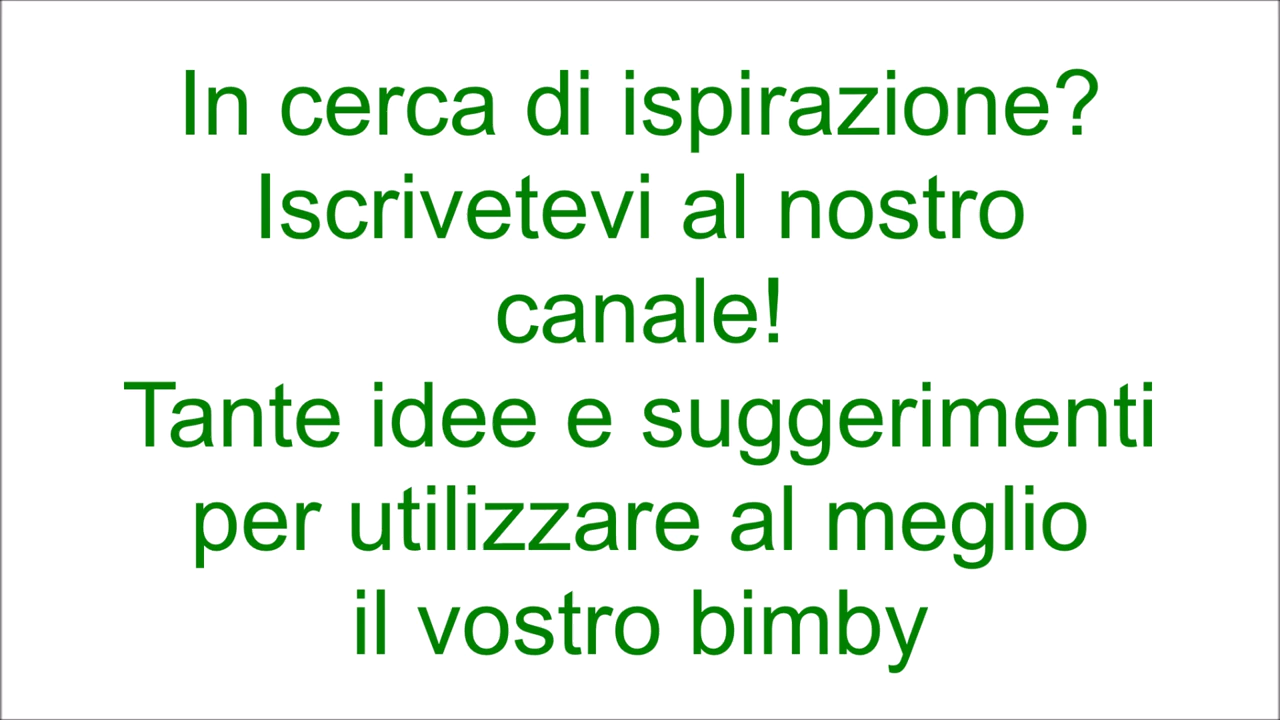 In cerca di ispirazione?
Iscrivetevi al nostro
canale!
Tante idee e suggerimenti
per utilizzare al meglio
il vostro bimby